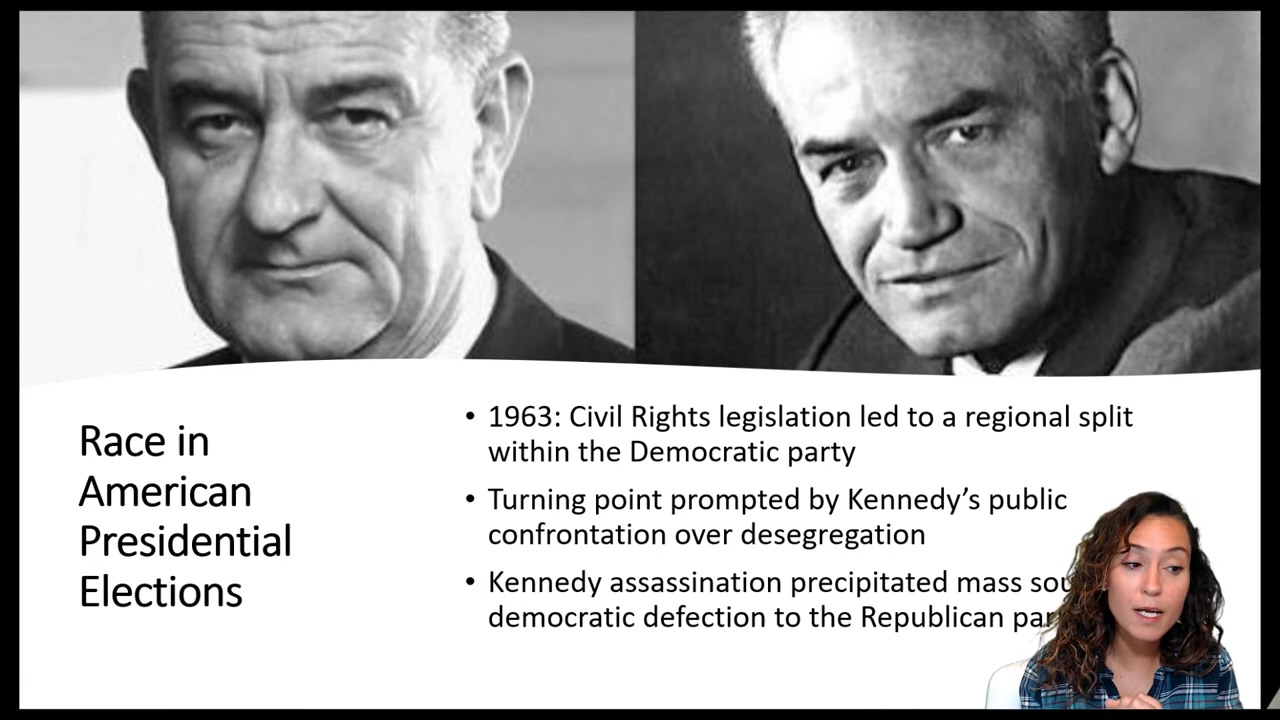 Race in
American
Presidential
Elections
• 1963: Civil Rights legislation led to a regional split
within the Democratic party
• Turning point prompted by Kennedy’s public
confrontation over desegregation
• Kennedy assassination precipitated mass
democratic defection to the Republican